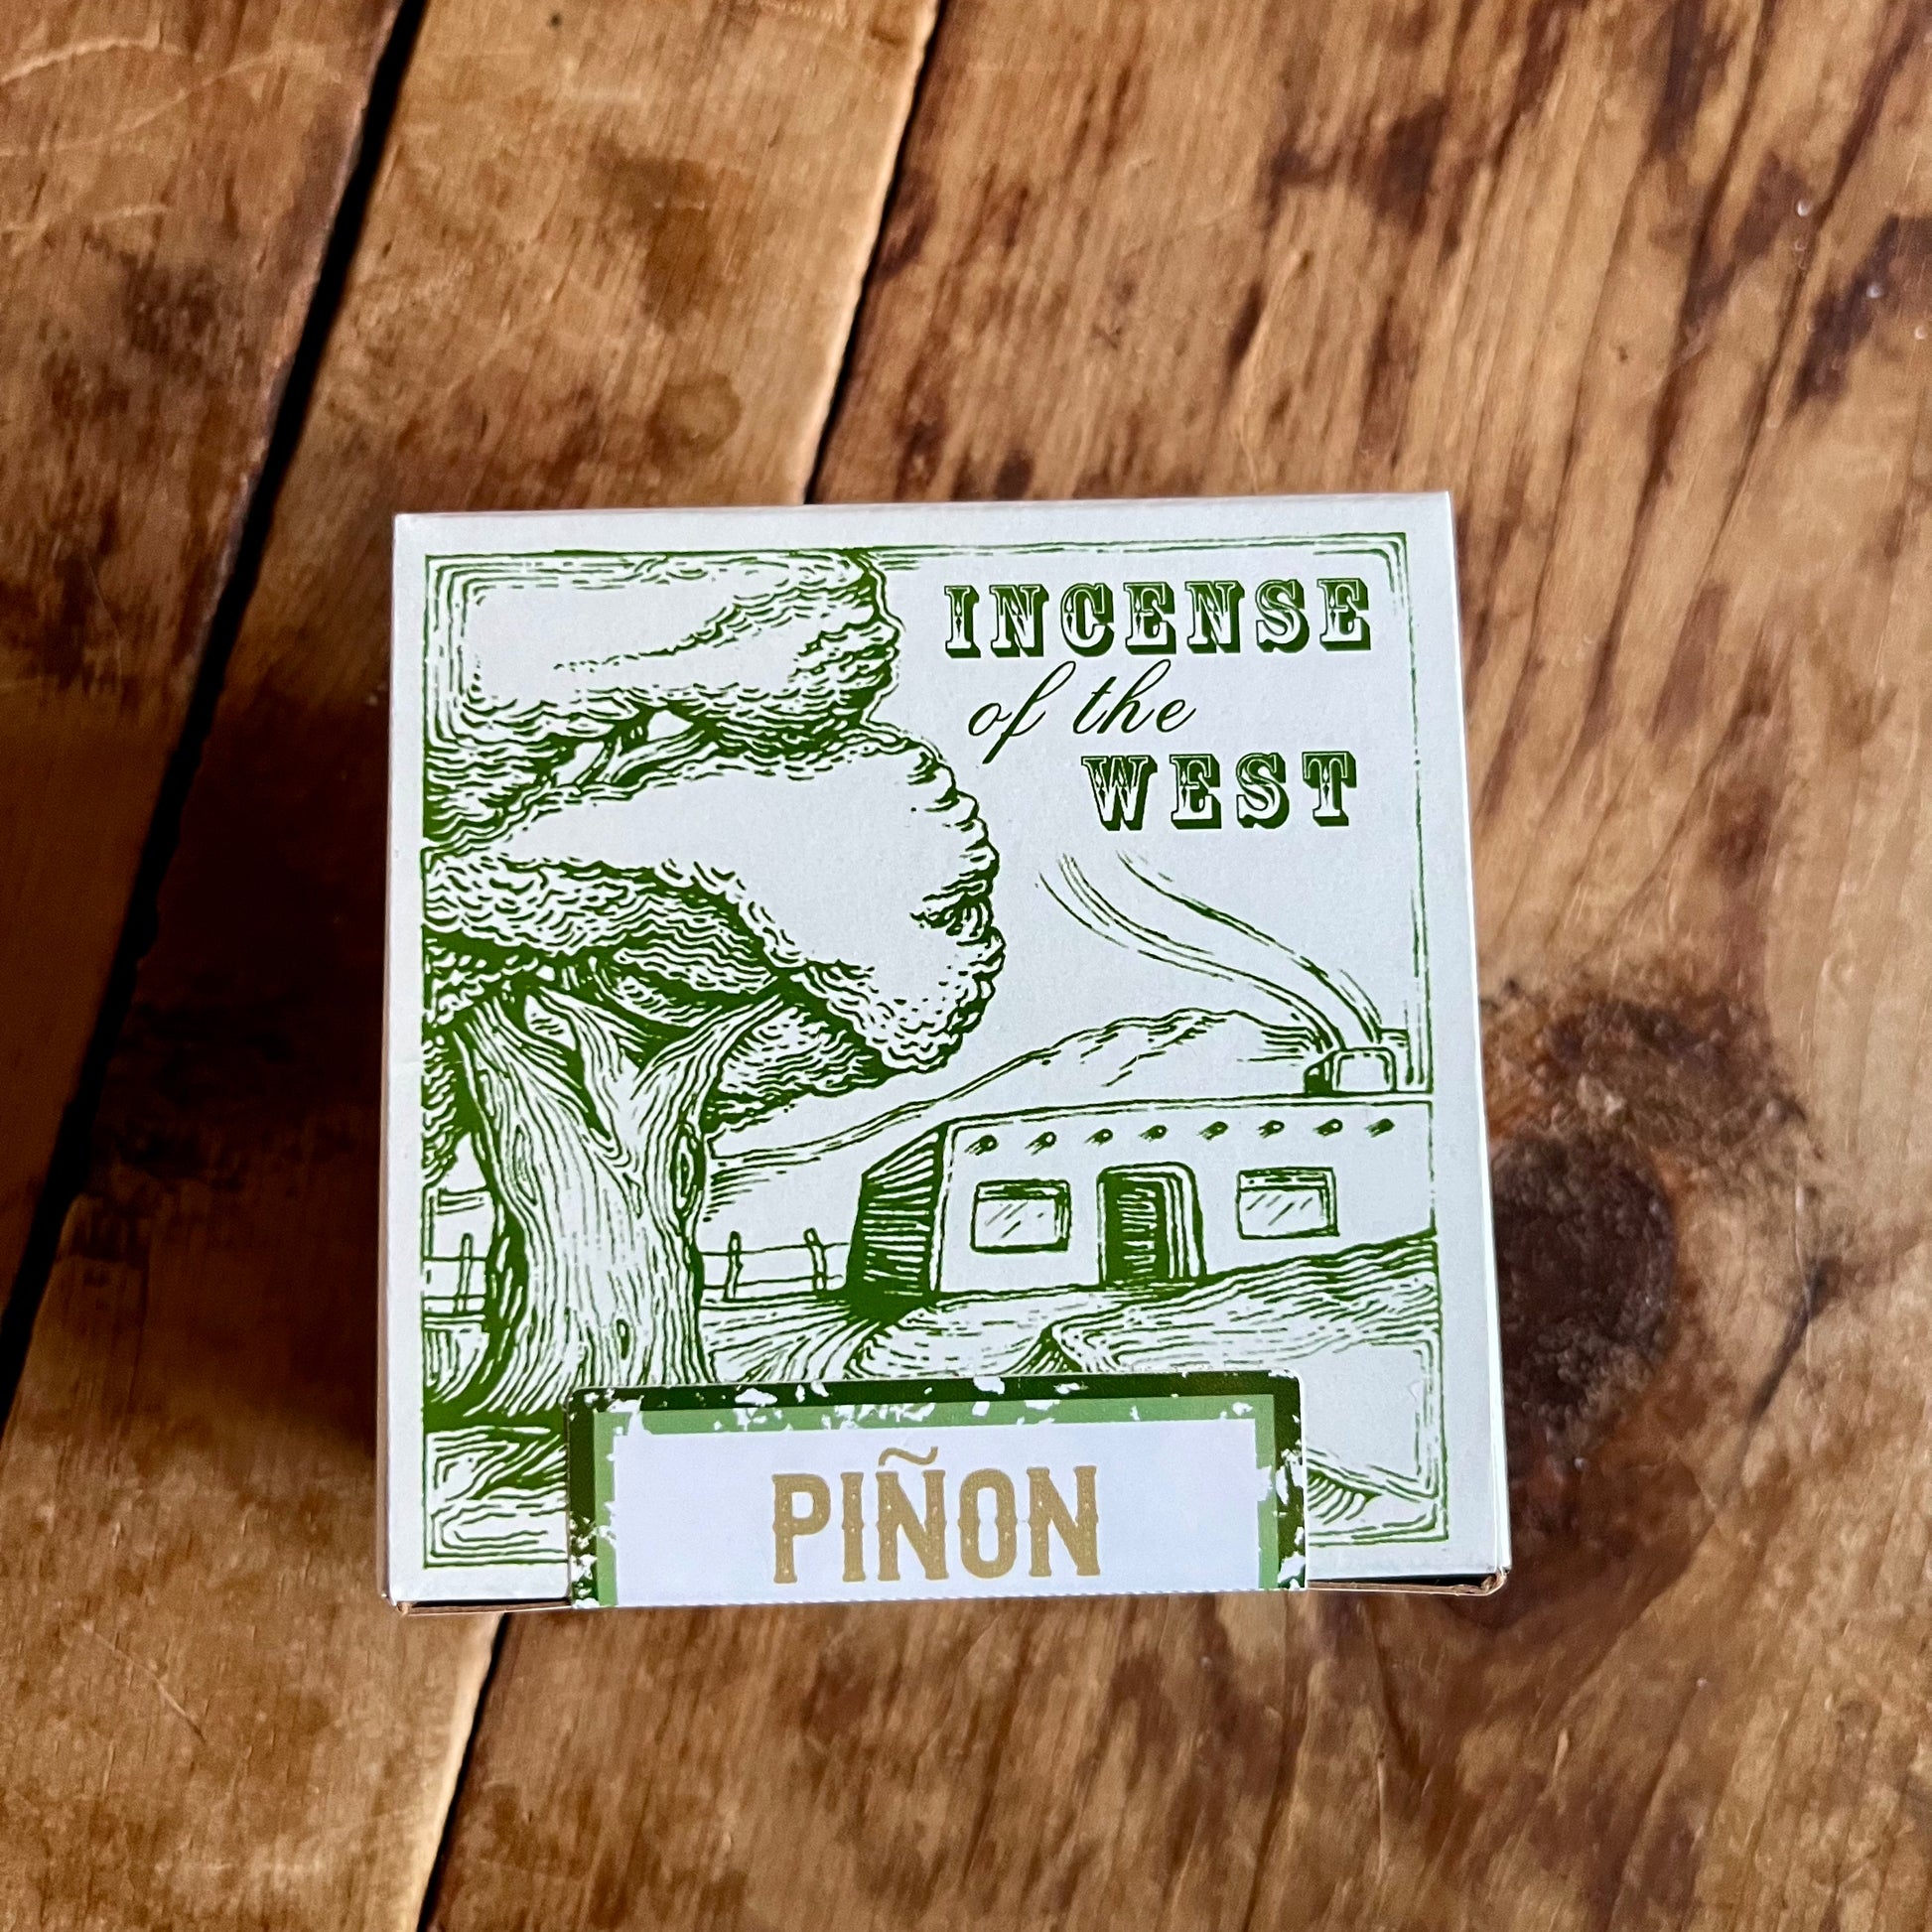 INCENSE
of the
WEST
PIÑON